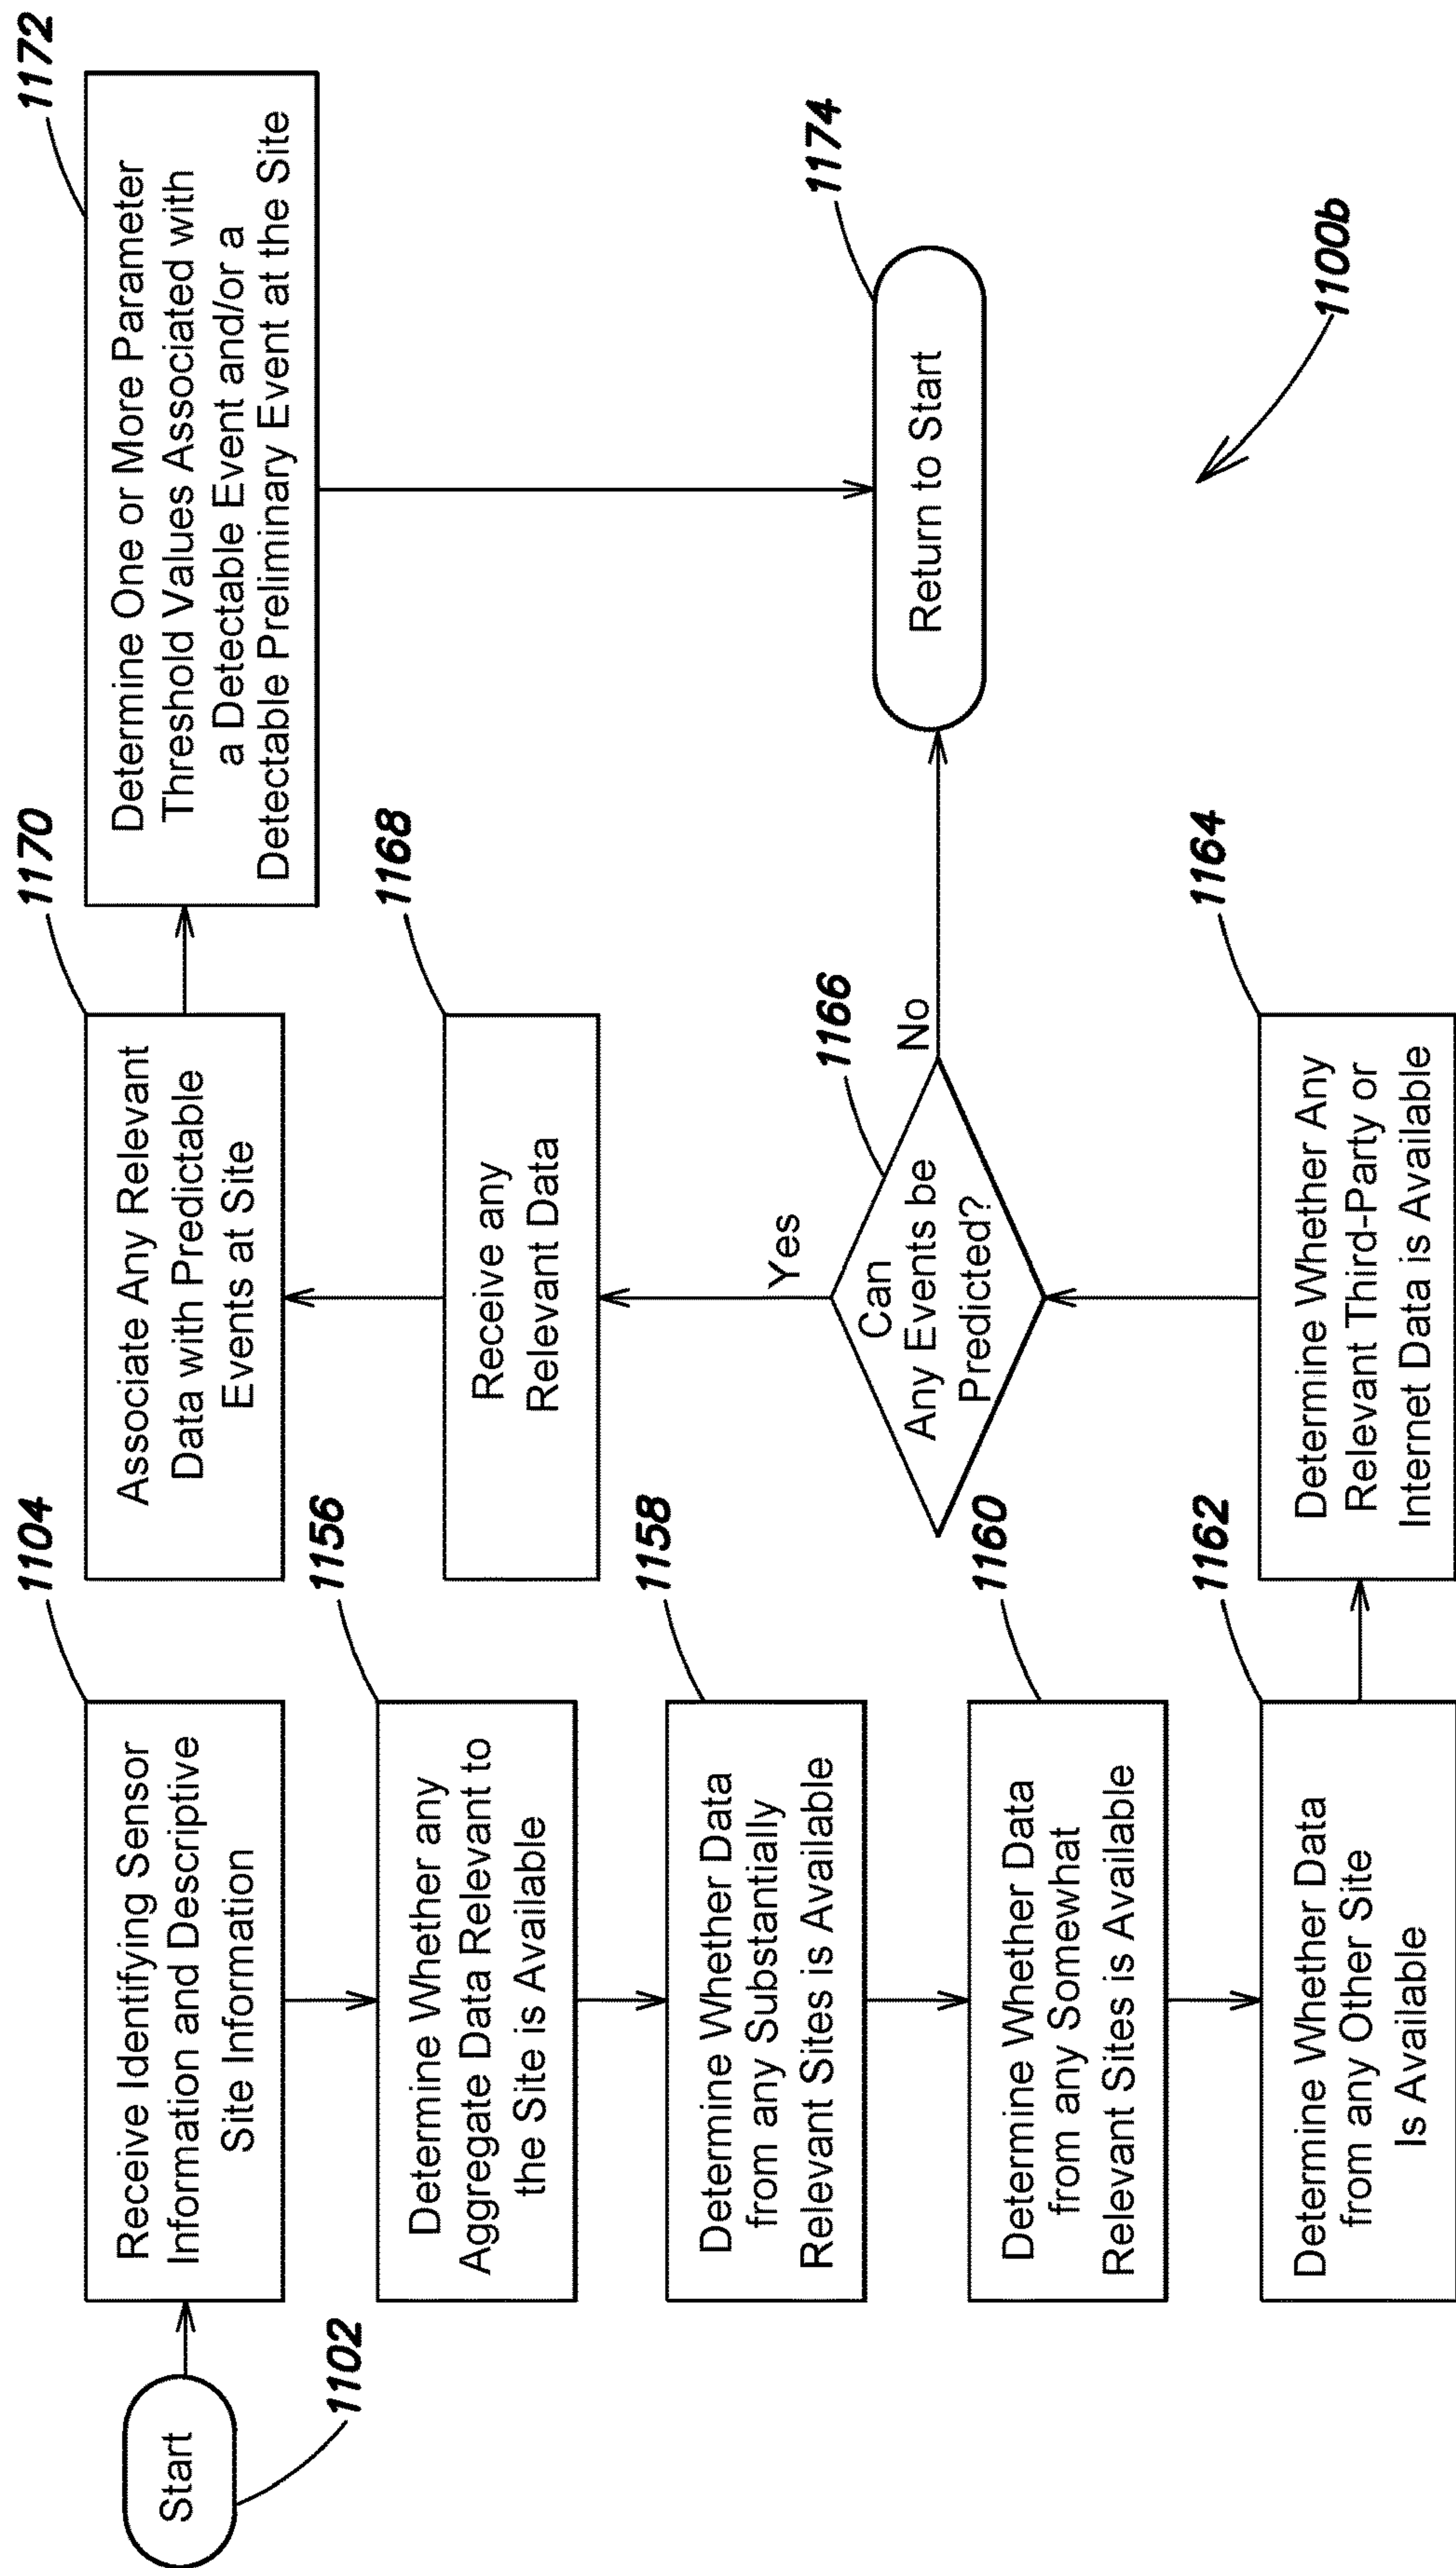 Start
1102
1104
Receive Identifying Sensor
Information and Descriptive
Site Information
1156
Determine Whether any
Aggregate Data Relevant to
the Site is Available
1158
Determine Whether Data
from any Substantially
Relevant Sites is Available
1160
Determine Whether Data
from any Somewhat
Relevant Sites is Available
1162
Determine Whether Data
from any Other Site
Is Available
1164
Determine Whether Any
Relevant Third-Party or
Internet Data is Available
1166
Can
Any Events be
Predicted?
Yes
No
1168
Receive any
Relevant Data
1170
Associate Any Relevant
Data with Predictable
Events at Site
1172
Determine One or More Parameter
Threshold Values Associated with
a Detectable Event and/or a
Detectable Preliminary Event at the Site
1174
Return to Start
1100b